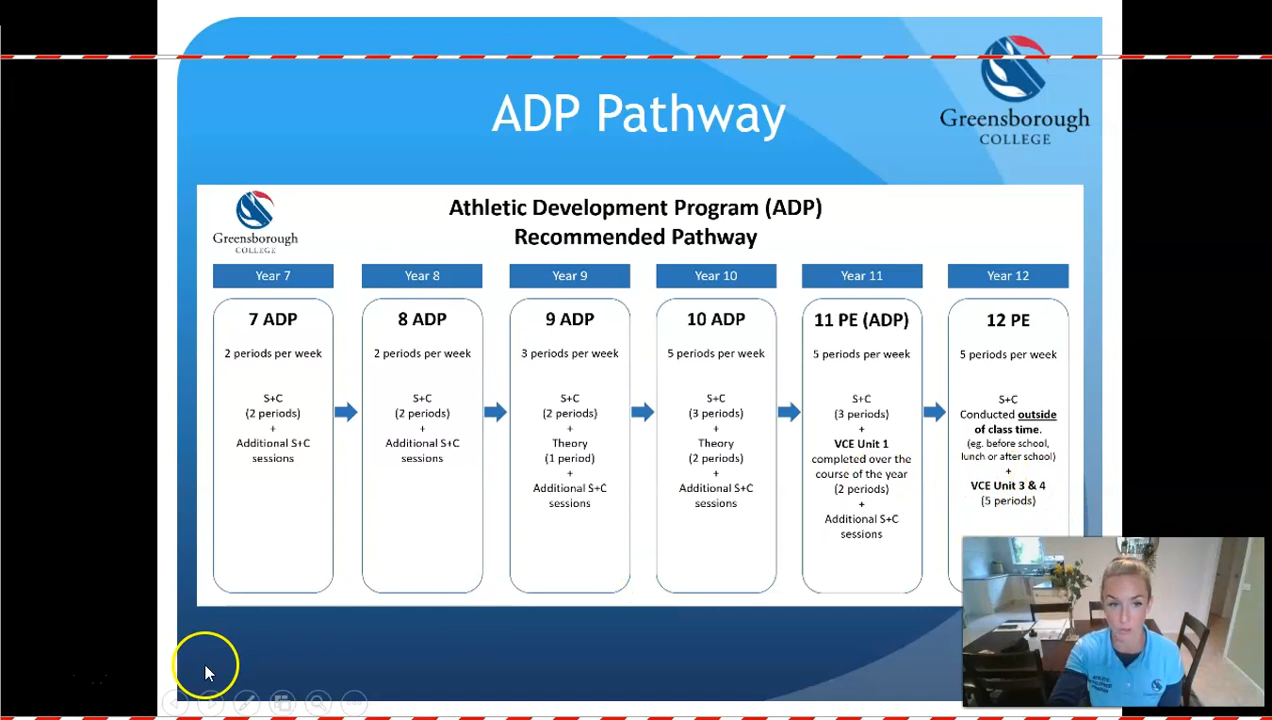 ADP Pathway
Greensborough
COLLEGE
Greensborough
COLLEGE
Athletic Development Program (ADP)
Recommended Pathway
Year 7
7 ADP
2 periods per week
S+C
(2 periods)
+
Additional S+C
sessions
Year 8
8 ADP
2 periods per week
S+C
(2 periods)
+
Additional S+C
sessions
Year 9
9 ADP
3 periods per week
S+C
(2 periods)
+
Theory
(1 period)
+
Additional S+C
sessions
Year 10
10 ADP
5 periods per week
S+C
(3 periods)
+
Theory
(2 periods)
+
Additional S+C
sessions
Year 11
11 PE (ADP)
5 periods per week
S+C
(3 periods)
+
VCE Unit 1
completed over the
course of the year
(2 periods)
+
Additional S+C
sessions
Year 12
12 PE
5 periods per week
S+C
Conducted outside
of class time.
(eg. before school,
lunch or after school)
+
VCE Unit 3 & 4
(5 periods)